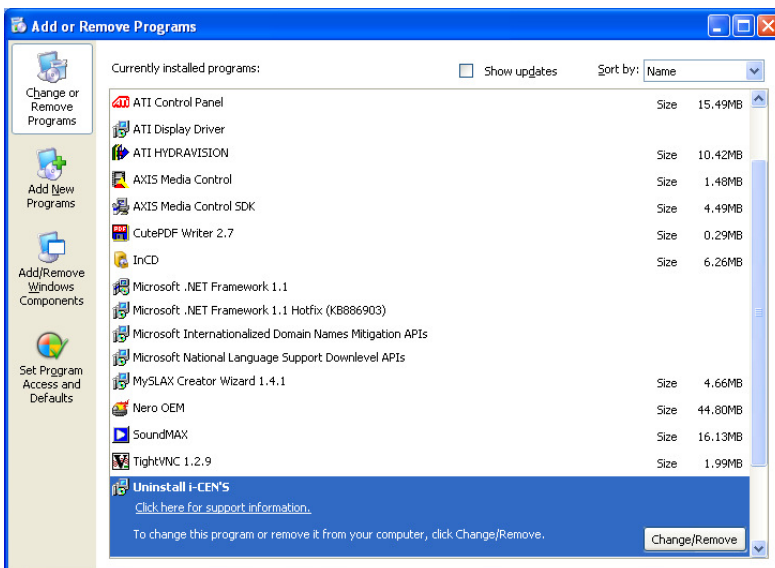 Add or Remove Programs
Change or
Remove
Programs
Add New
Programs
Add/Remove
Windows
Components
Set Program
Access and
Defaults
Currently installed programs:
Show updates
Sort by: Name
ATI Control Panel Size 15.49MB
ATI Display Driver
ATI HYDRAVISION Size 10.42MB
AXIS Media Control Size 1.48MB
AXIS Media Control SDK Size 4.49MB
CutePDF Writer 2.7 Size 0.29MB
InCD Size 6.26MB
Microsoft .NET Framework 1.1
Microsoft .NET Framework 1.1 Hotfix (KB886903)
Microsoft Internationalized Domain Names Mitigation APIs
Microsoft National Language Support Downlevel APIs
MySLAX Creator Wizard 1.4.1 Size 4.66MB
Nero OEM Size 44.80MB
SoundMAX Size 16.13MB
TightVNC 1.2.9 Size 1.99MB
Uninstall i-CEN'S
Click here for support information.
To change this program or remove it from your computer, click Change/Remove.
Change/Remove